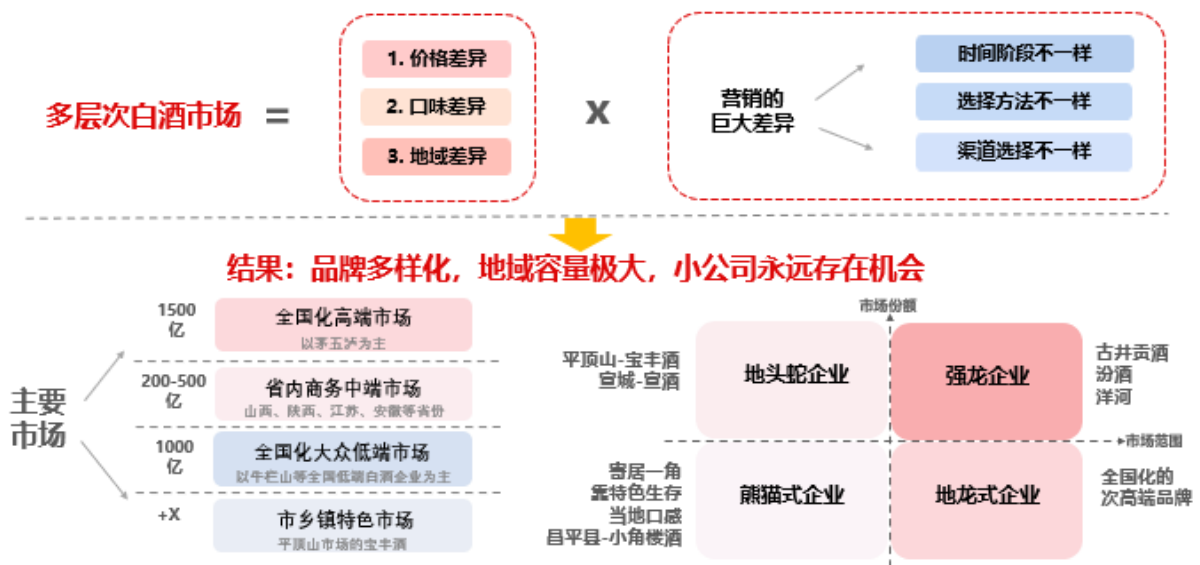 多层次白酒市场
=
1. 价格差异
2. 口味差异
3. 地域差异
X
营销的
巨大差异
时间阶段不一样
选择方法不一样
渠道选择不一样
结果：品牌多样化，地域容量极大，小公司永远存在机会
主要
市场
1500
亿
全国化高端市场
以茅五泸为主
200-500
亿
省内商务中端市场
山西、陕西、江苏、安徽等省份
1000
亿
全国化大众低端市场
以牛栏山等全国低端白酒企业为主
+X
市乡镇特色市场
平顶山市场的宝丰酒
市场份额
平顶山-宝丰酒
宣城-宣酒
地头蛇企业
强龙企业
古井贡酒
汾酒
洋河
市场范围
寄居一角
靠特色生存
当地口感
昌平县-小角楼酒
熊猫式企业
地龙式企业
全国化的
次高端品牌